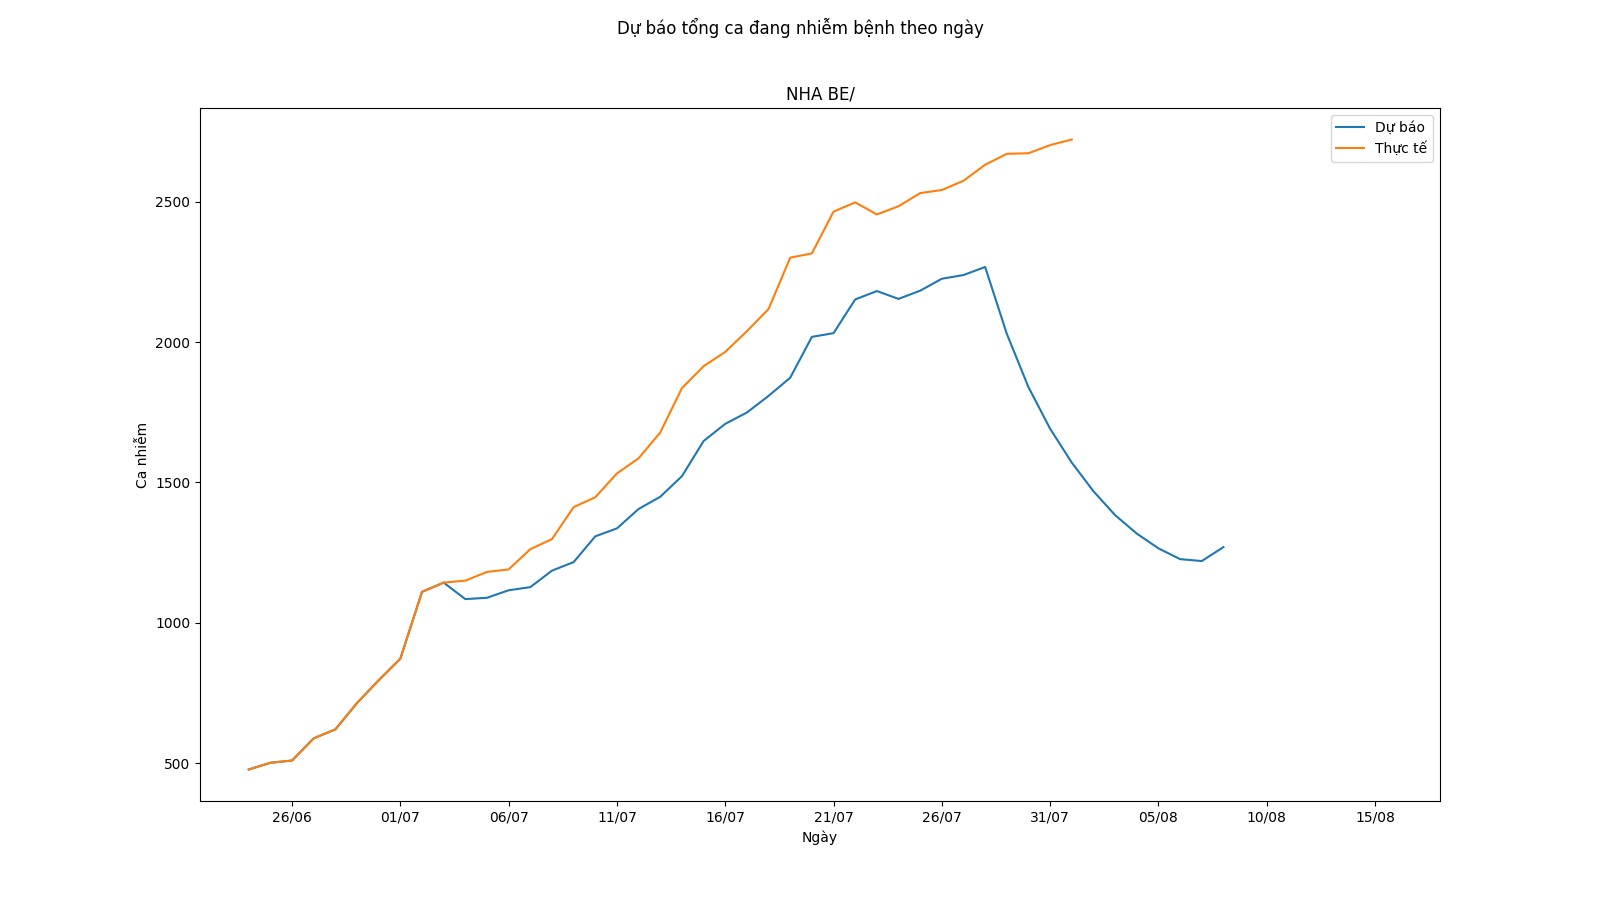 Dự báo tổng ca đang nhiễm bệnh theo ngày
NHA BE/
Dự báo
Thực tế
2500
2000
1500
1000
500
Ca nhiễm
26/06 01/07 06/07 11/07 16/07 21/07 26/07 31/07 05/08 10/08 15/08
Ngày